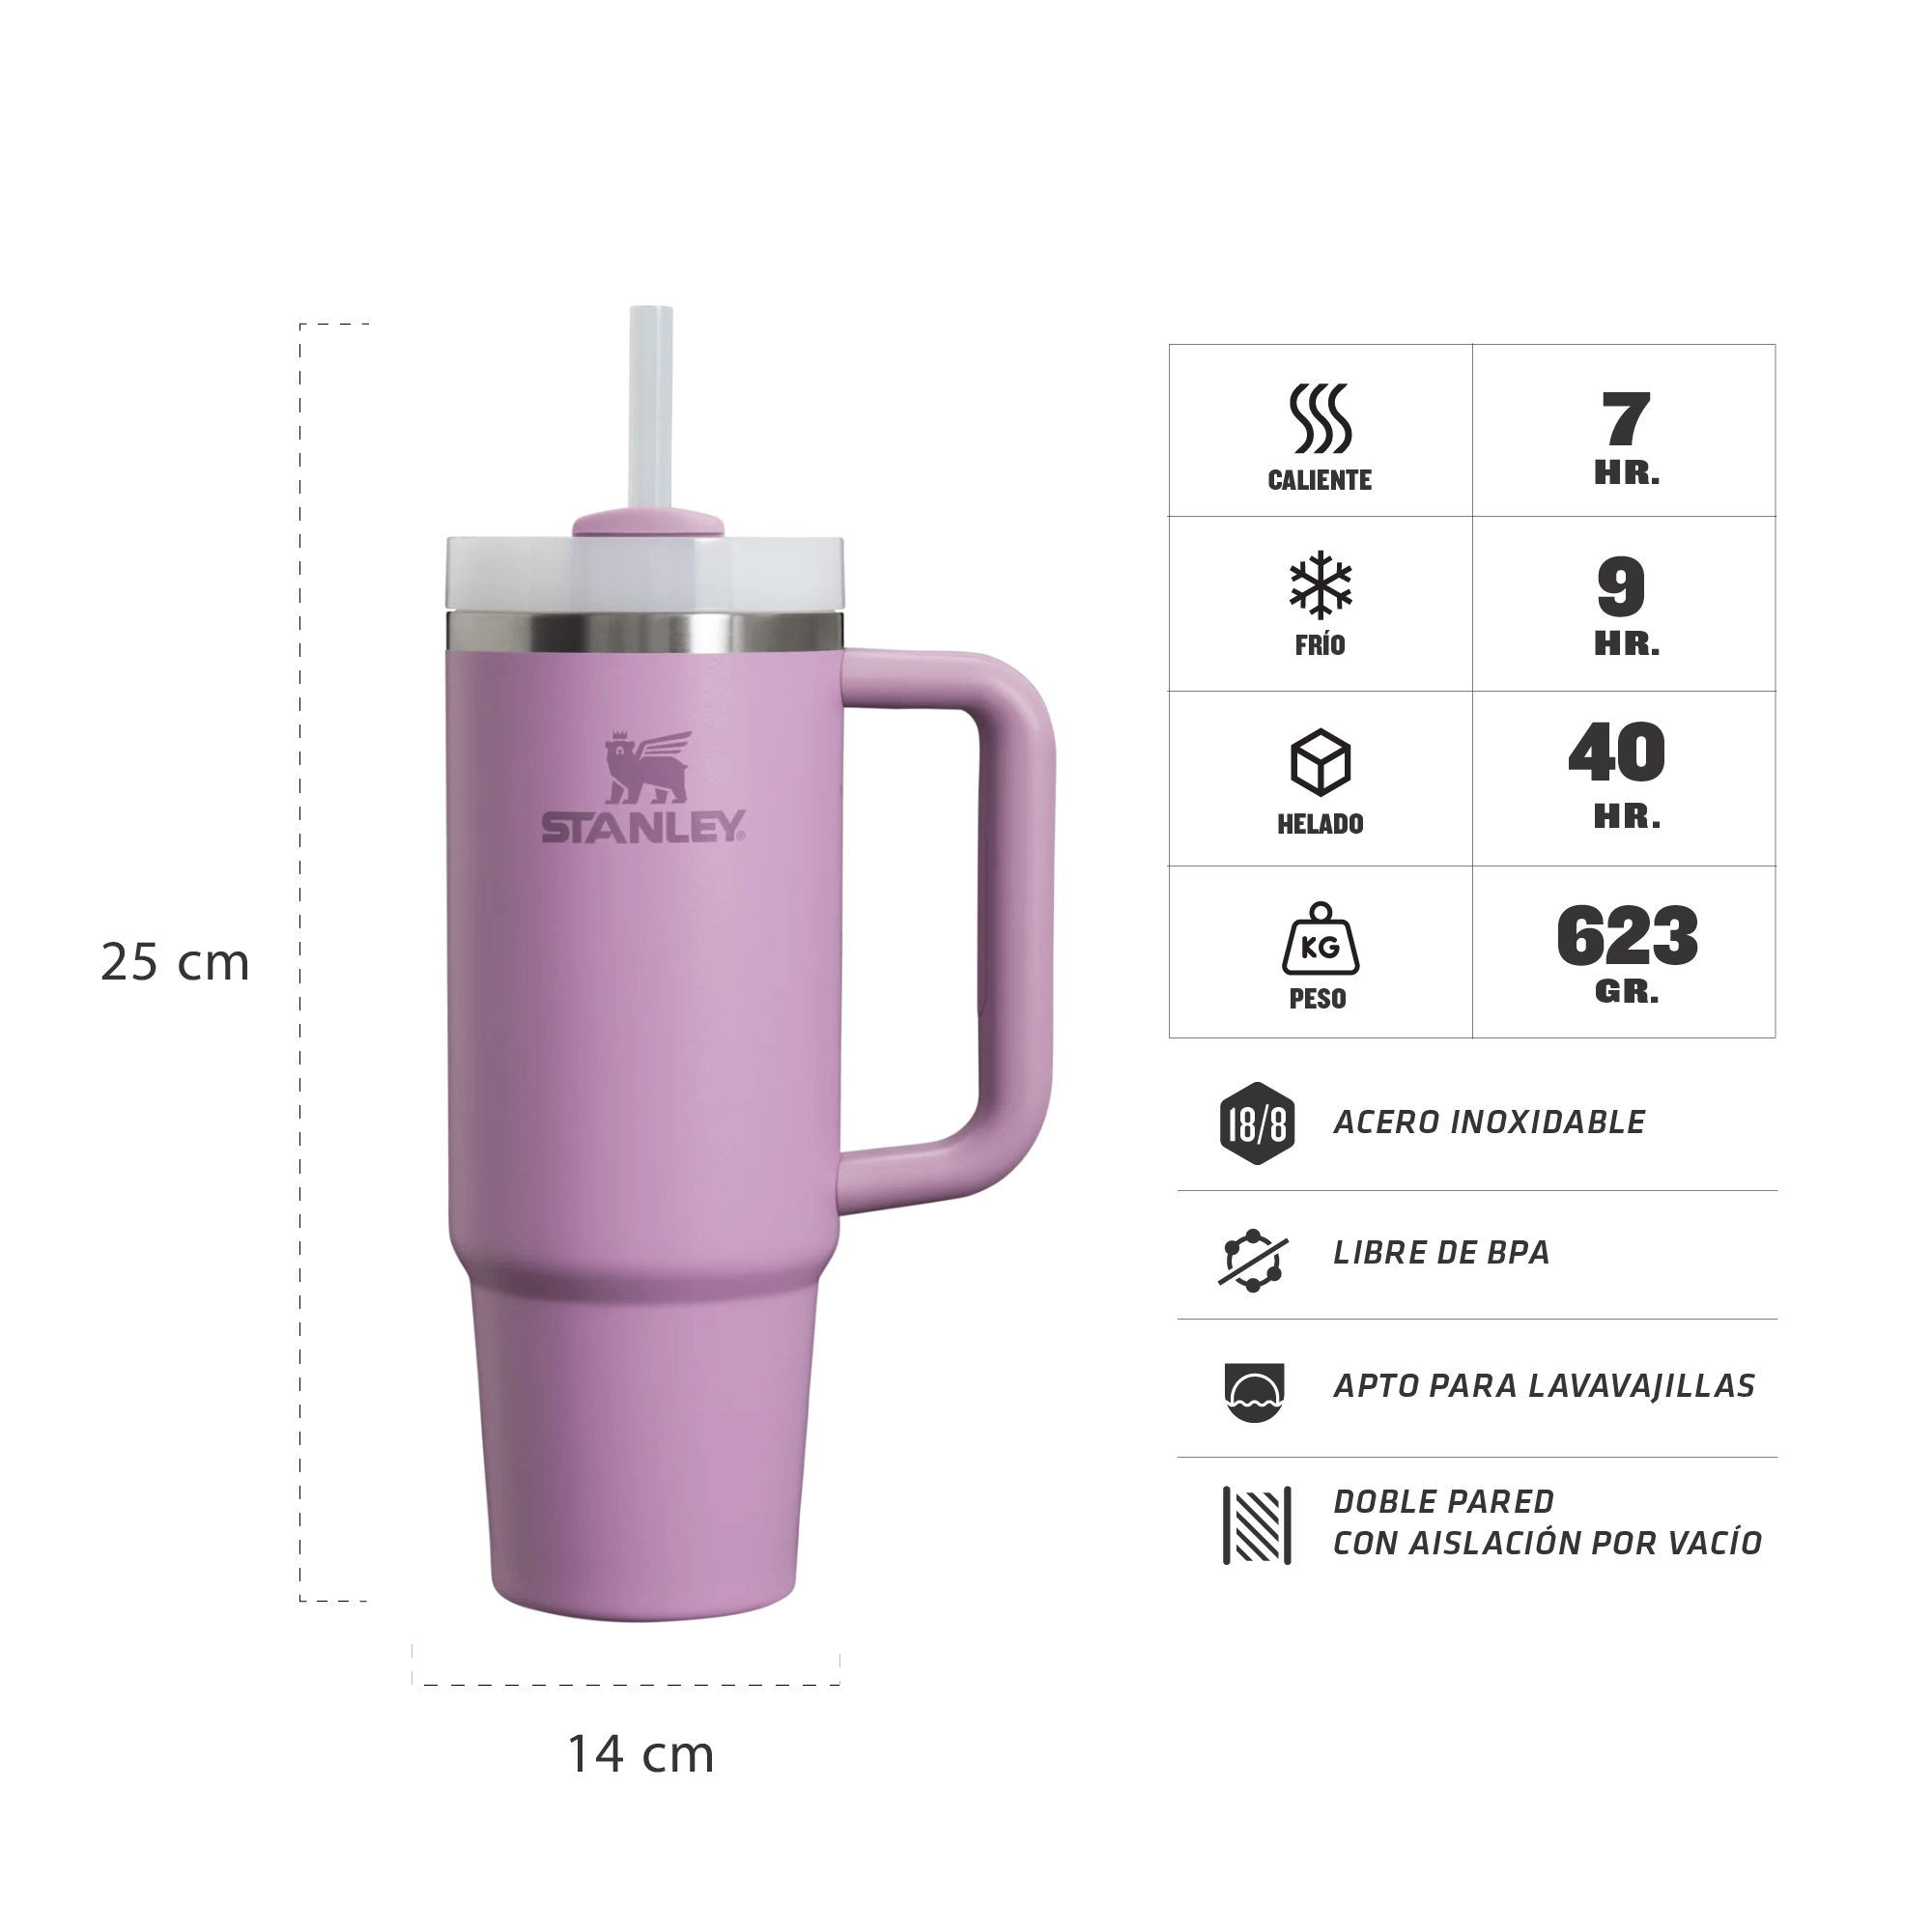 25 cm
14 cm
STANLEY®
CALIENTE
7
HR.
FRÍO
9
HR.
HELADO
40
HR.
KG
PESO
623
GR.
18/8
ACERO INOXIDABLE
LIBRE DE BPA
APTO PARA LAVAVAJILLAS
DOBLE PARED
CON AISLACIÓN POR VACÍO